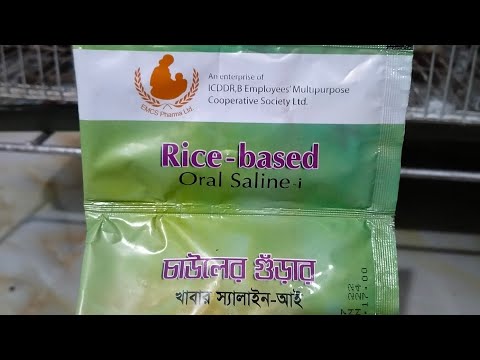 An enterprise of
ICDDR,B Employees' Multipurpose
Cooperative Society Ltd.
EMCS Pharma Ltd.
Rice-based
Oral Saline-i
চাউলের গুঁড়ার
খাবার স্যালাইন-আই